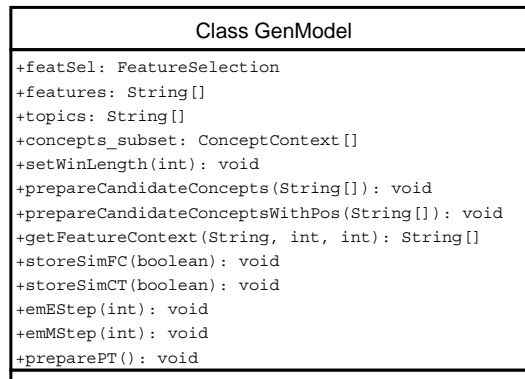 Class GenModel
+featSel: FeatureSelection
+features: String[]
+topics: String[]
+concepts_subset: ConceptContext[]
+setWinLength(int): void
+prepareCandidateConcepts(String[]): void
+prepareCandidateConceptsWithPos(String[]): void
+getFeatureContext(String, int, int): String[]
+storeSimFC(boolean): void
+storeSimCT(boolean): void
+emEStep(int): void
+emMStep(int): void
+preparePT(): void